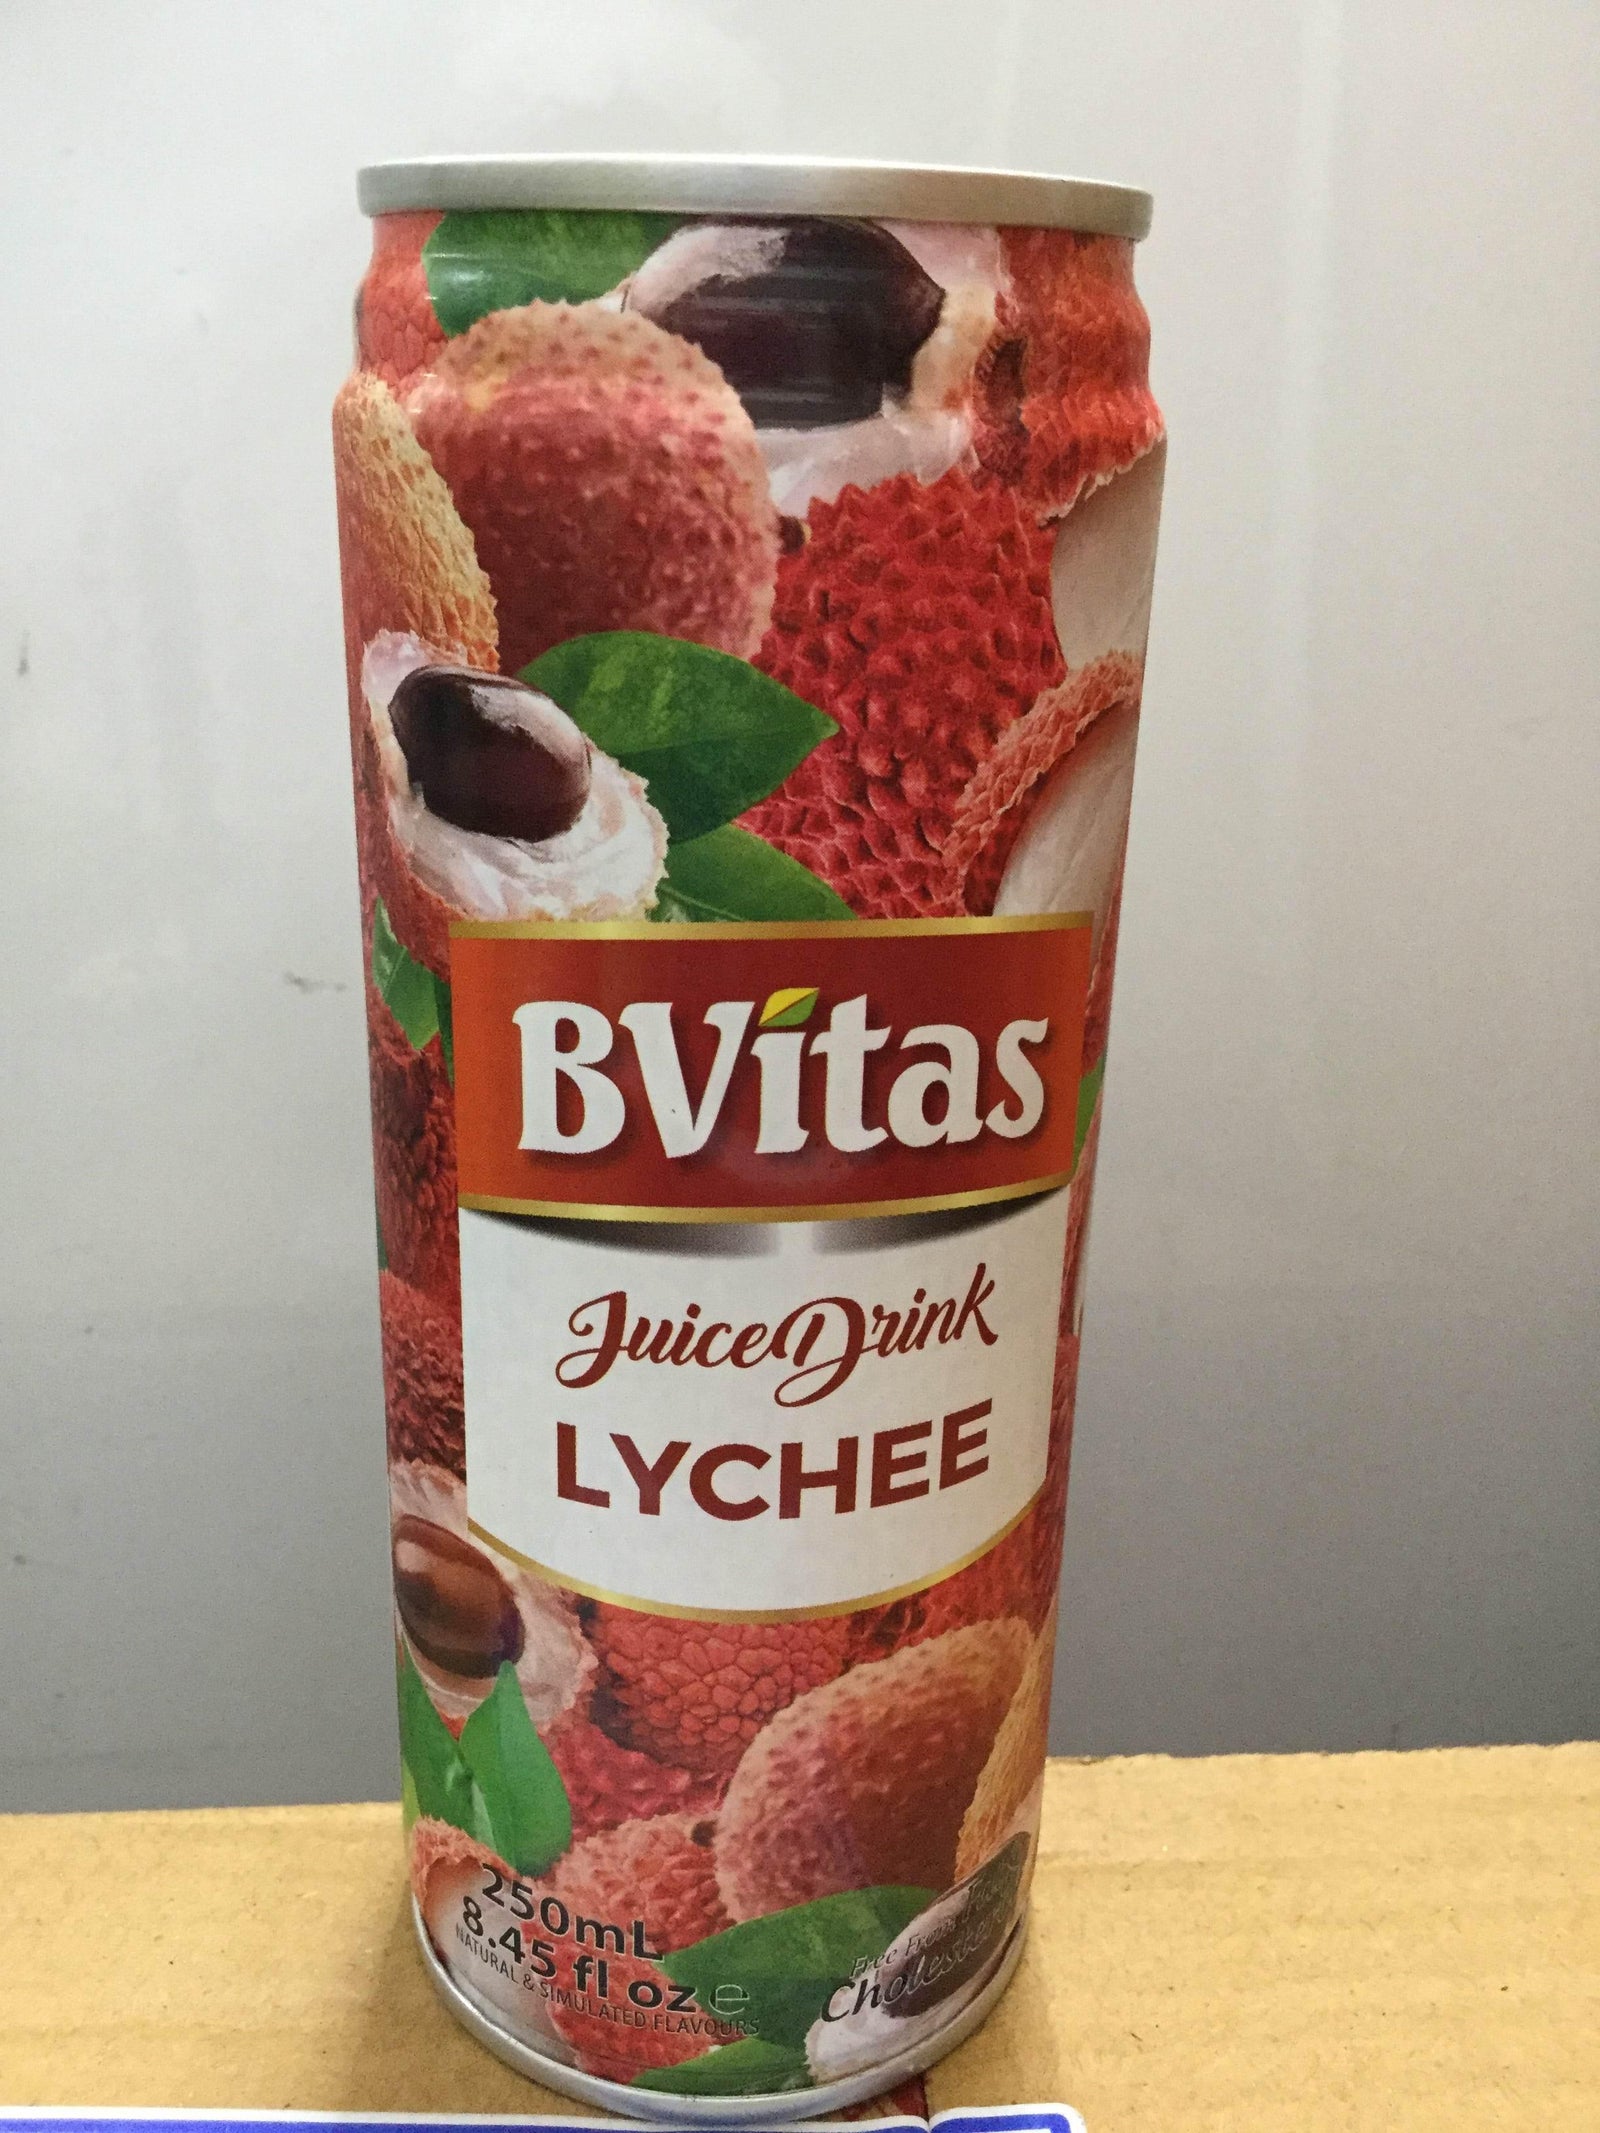 BVitas
Juice Drink
LYCHEE
250mL
8.45 fl oz e
NATURAL & SIMULATED FLAVOURS
Free From